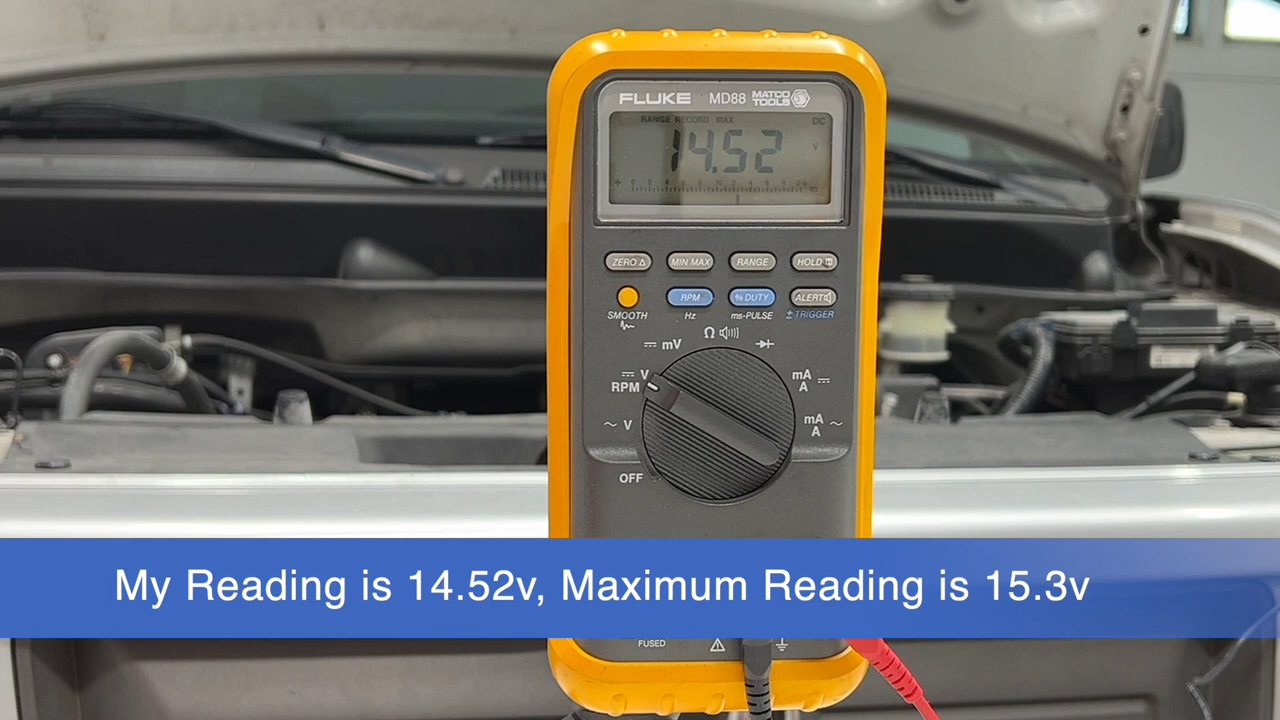 FLUKE MD88 MATCO TOOLS
RANGE RECORD MAX DC
14.52 V
ZERO Δ MIN MAX RANGE HOLD
SMOOTH RPM % DUTY ALERT
Hz ms-PULSE ± TRIGGER
mV Ω
V
RPM
mA
A
V
mA
A
OFF
My Reading is 14.52v, Maximum Reading is 15.3v
FUSED